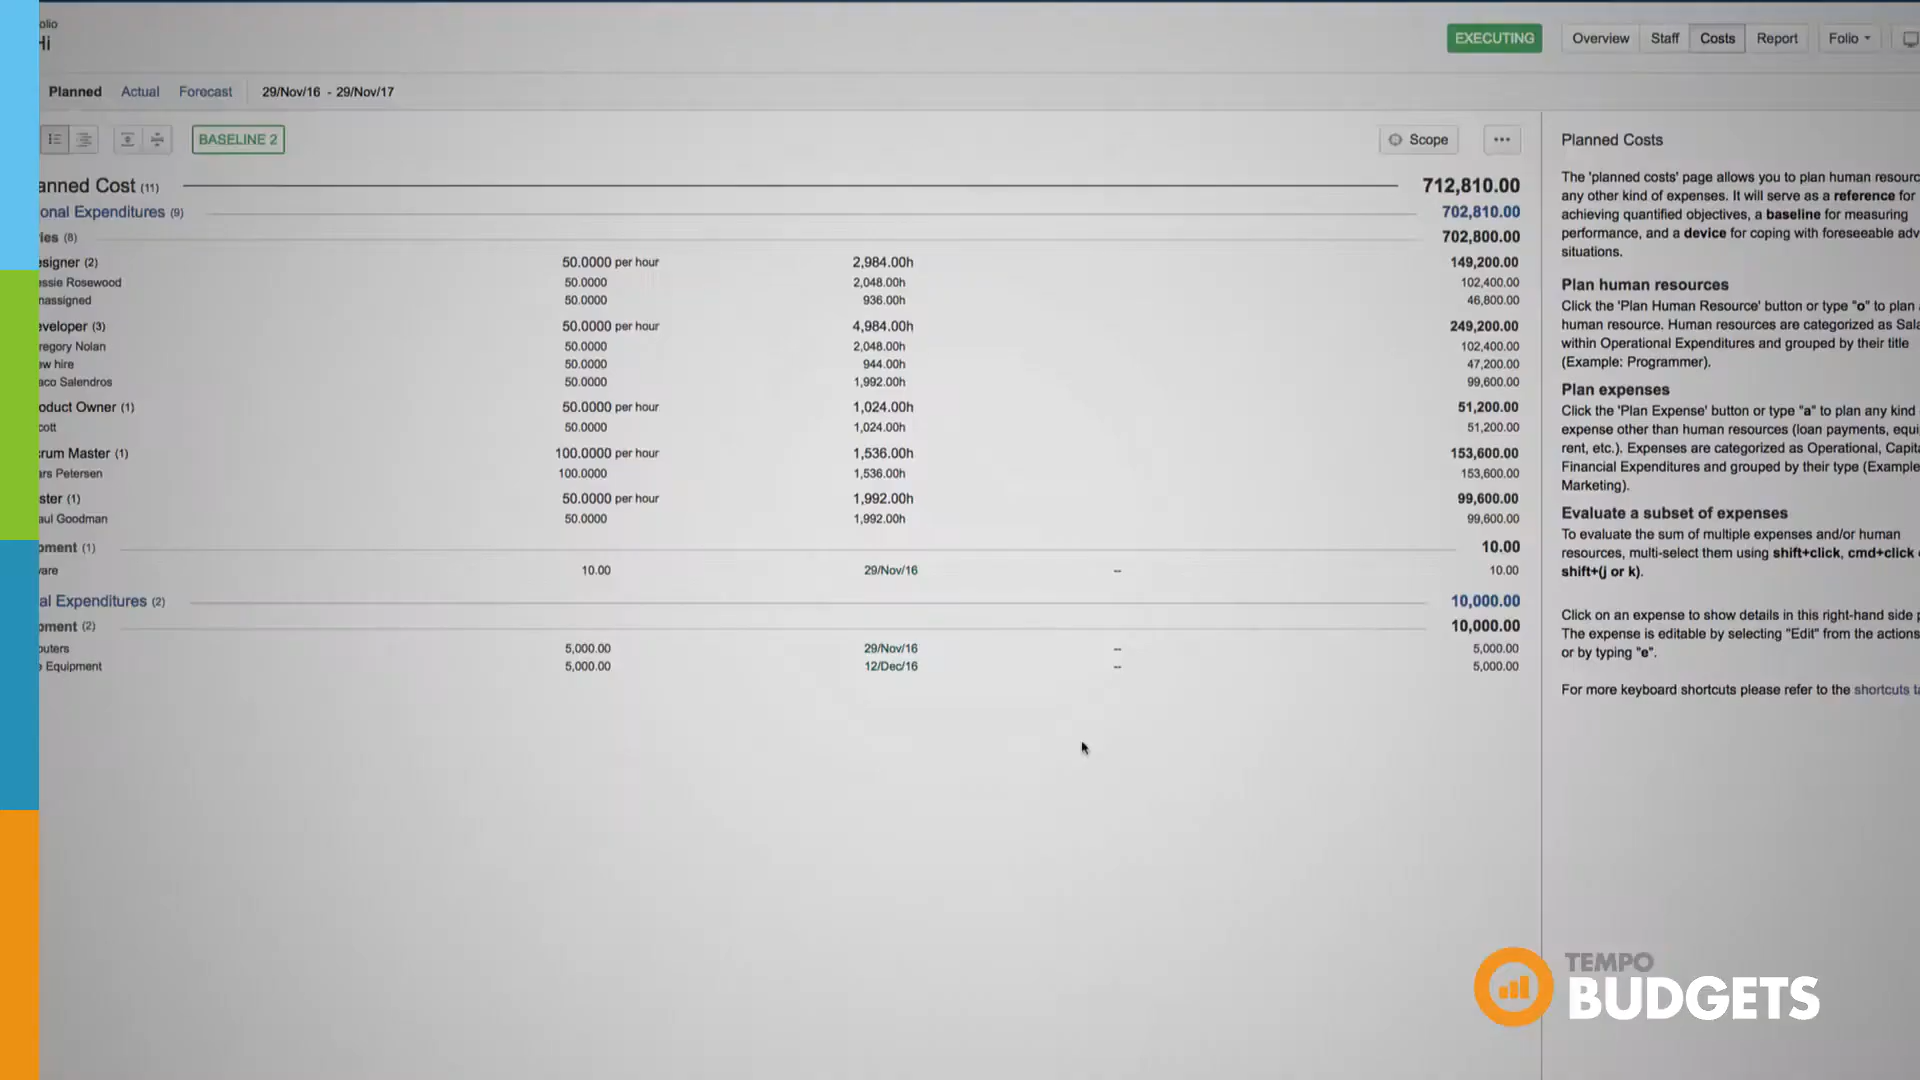 olio
Hi
EXECUTING
Overview Staff Costs Report Folio
Planned Actual Forecast 29/Nov/16 - 29/Nov/17
BASELINE 2
Scope
anned Cost (11) 712,810.00
onal Expenditures (9) 702,810.00
ies (8) 702,800.00
esigner (2) 50.0000 per hour 2,984.00h 149,200.00
essie Rosewood 50.0000 2,048.00h 102,400.00
nassigned 50.0000 936.00h 46,800.00
eveloper (3) 50.0000 per hour 4,984.00h 249,200.00
regory Nolan 50.0000 2,048.00h 102,400.00
ew hire 50.0000 944.00h 47,200.00
aco Salendros 50.0000 1,992.00h 99,600.00
oduct Owner (1) 50.0000 per hour 1,024.00h 51,200.00
cott 50.0000 1,024.00h 51,200.00
rum Master (1) 100.0000 per hour 1,536.00h 153,600.00
ars Petersen 100.0000 1,536.00h 153,600.00
ster (1) 50.0000 per hour 1,992.00h 99,600.00
aul Goodman 50.0000 1,992.00h 99,600.00
pment (1) 10.00
are 10.00 29/Nov/16 -- 10.00
al Expenditures (2) 10,000.00
pment (2) 10,000.00
outers 5,000.00 29/Nov/16 -- 5,000.00
e Equipment 5,000.00 12/Dec/16 -- 5,000.00
Planned Costs
The 'planned costs' page allows you to plan human resourc
any other kind of expenses. It will serve as a reference for
achieving quantified objectives, a baseline for measuring
performance, and a device for coping with foreseeable adv
situations.
Plan human resources
Click the 'Plan Human Resource' button or type "o" to plan a
human resource. Human resources are categorized as Sala
within Operational Expenditures and grouped by their title
(Example: Programmer).
Plan expenses
Click the 'Plan Expense' button or type "a" to plan any kind
expense other than human resources (loan payments, equi
rent, etc.). Expenses are categorized as Operational, Capita
Financial Expenditures and grouped by their type (Example
Marketing).
Evaluate a subset of expenses
To evaluate the sum of multiple expenses and/or human
resources, multi-select them using shift+click, cmd+click
shift+(j or k).
Click on an expense to show details in this right-hand side p
The expense is editable by selecting "Edit" from the actions
or by typing "e".
For more keyboard shortcuts please refer to the shortcuts ta
TEMPO
BUDGETS